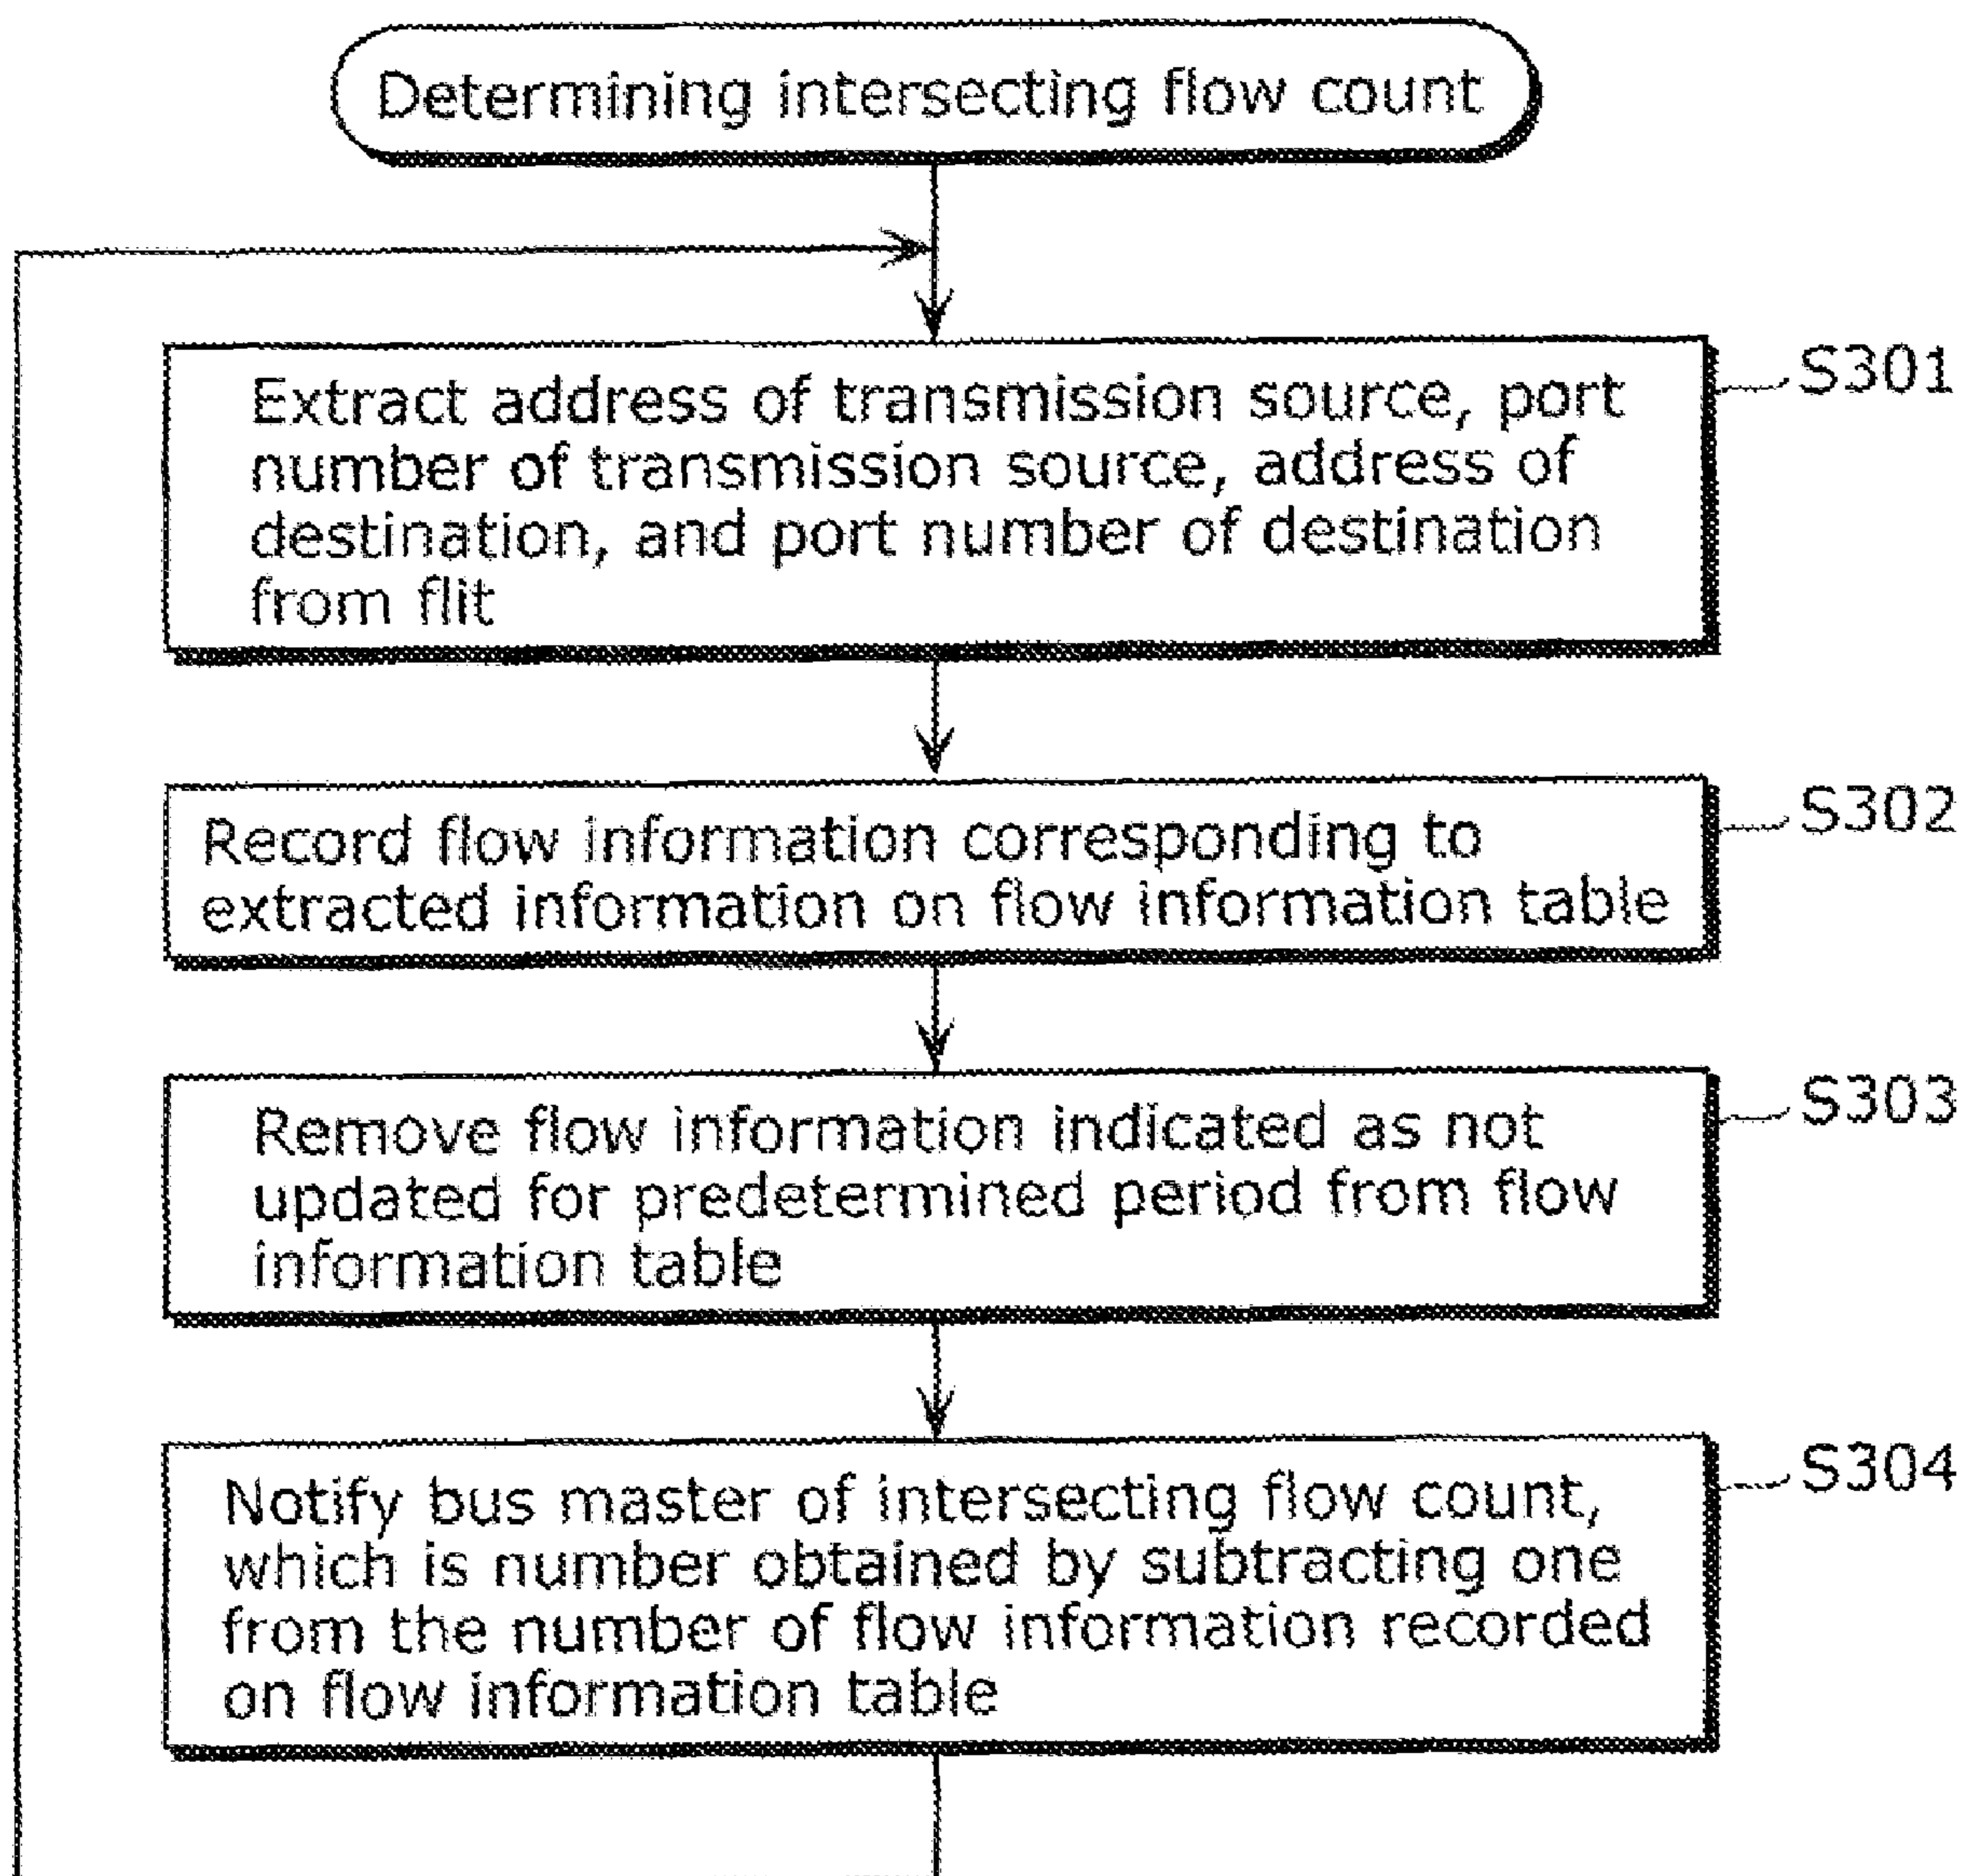 Determining intersecting flow count
Extract address of transmission source, port
number of transmission source, address of
destination, and port number of destination
from flit
S301
Record flow information corresponding to
extracted information on flow information table
S302
Remove flow information indicated as not
updated for predetermined period from flow
information table
S303
Notify bus master of intersecting flow count,
which is number obtained by subtracting one
from the number of flow information recorded
on flow information table
S304